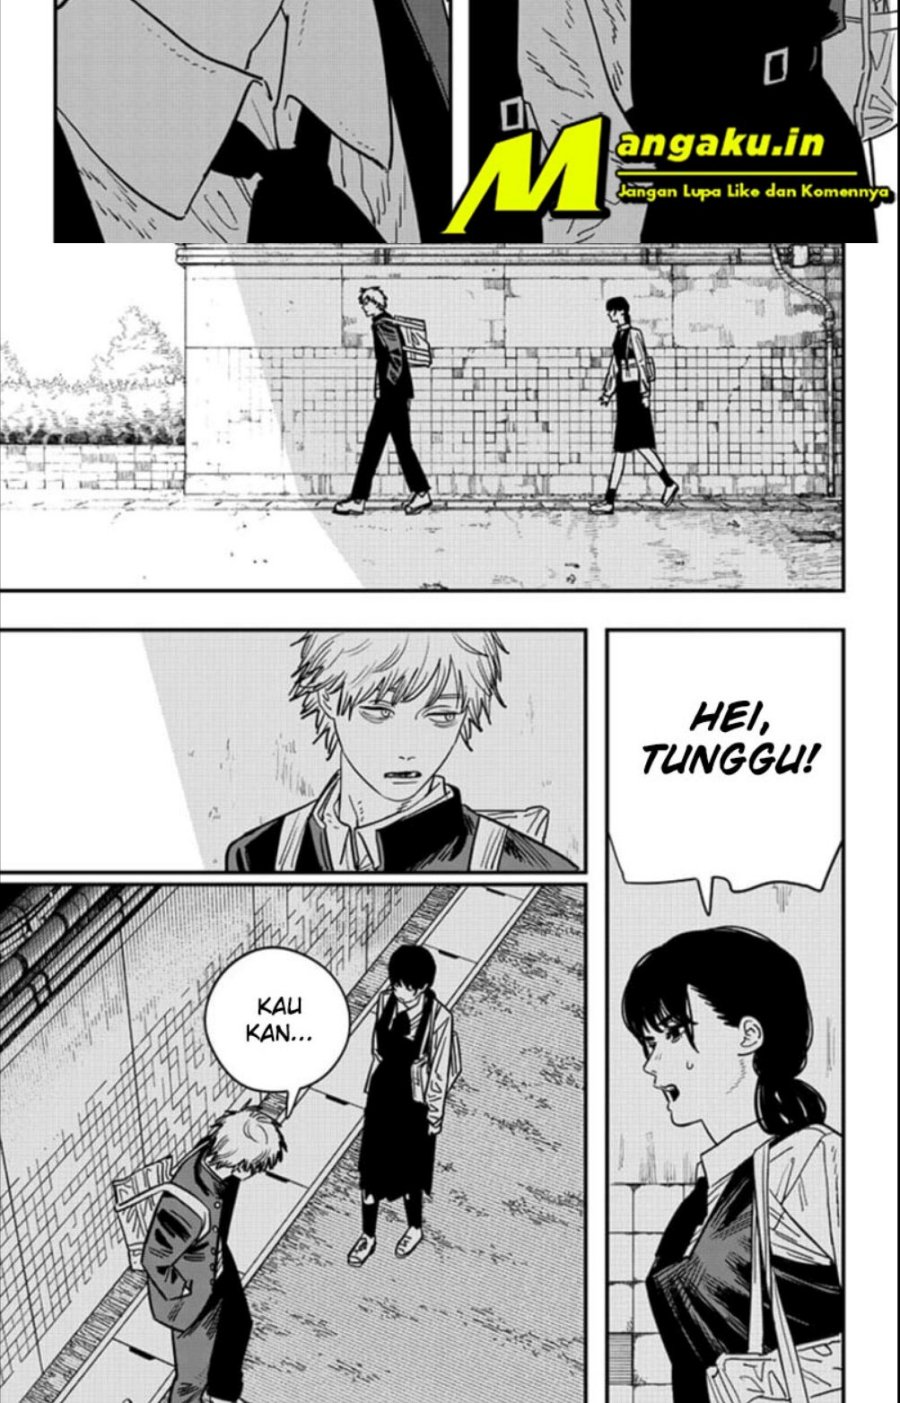 Mangaku.in
Jangan Lupa Like dan Komennya
HEI,
TUNGGU!
KAU
KAN...